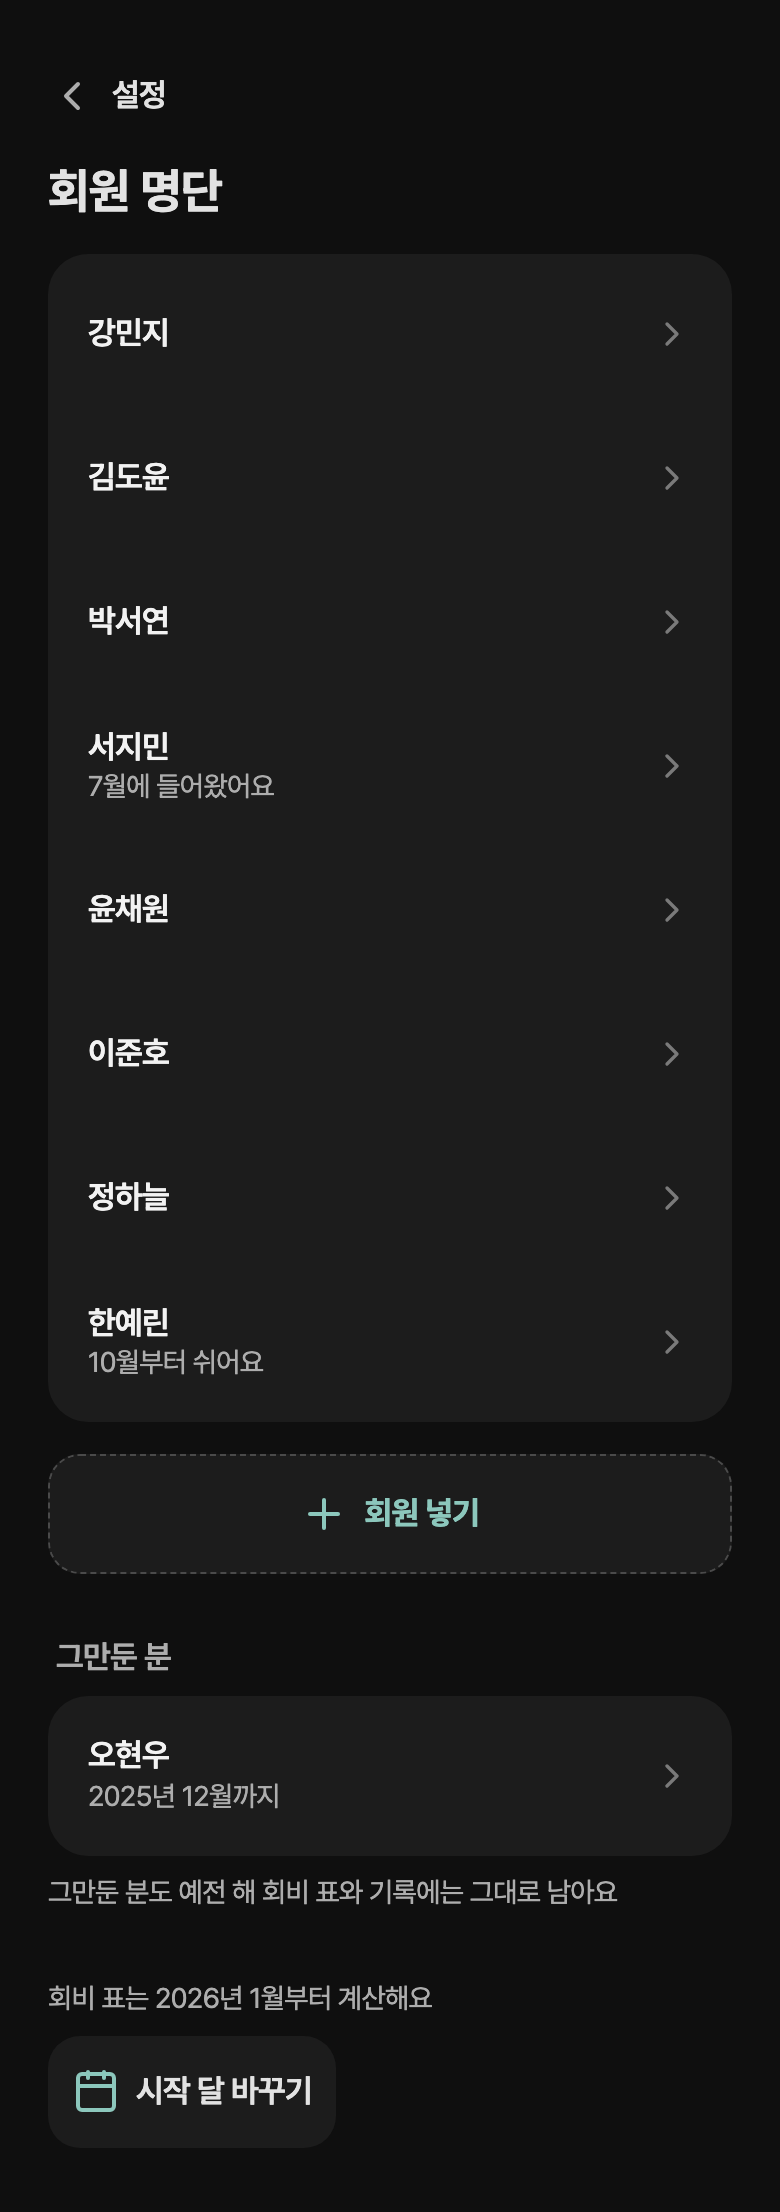 설정
회원 명단
강민지
김도윤
박서연
서지민
7월에 들어왔어요
윤채원
이준호
정하늘
한예린
10월부터 쉬어요
회원 넣기
그만둔 분
오현우
2025년 12월까지
그만둔 분도 예전 해 회비 표와 기록에는 그대로 남아요
회비 표는 2026년 1월부터 계산해요
시작 달 바꾸기